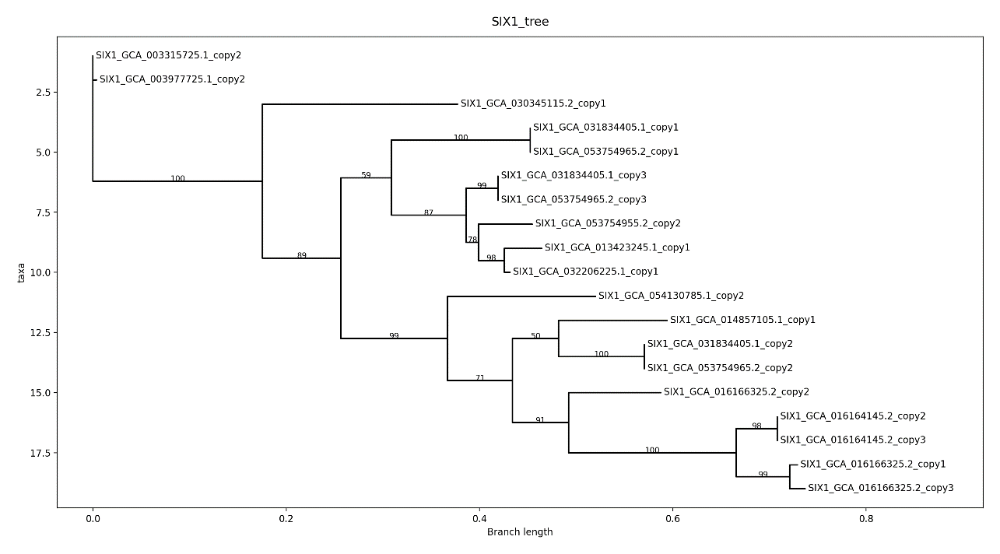 SIX1_tree
SIX1_GCA_003315725.1_copy2
SIX1_GCA_003977725.1_copy2
2.5
SIX1_GCA_030345115.2_copy1
SIX1_GCA_031834405.1_copy1
100
5.0
SIX1_GCA_053754965.2_copy1
59
SIX1_GCA_031834405.1_copy3
100
99
SIX1_GCA_053754965.2_copy3
7.5
87
SIX1_GCA_053754955.2_copy2
78
SIX1_GCA_013423245.1_copy1
89
98
10.0
taxa
SIX1_GCA_032206225.1_copy1
SIX1_GCA_054130785.1_copy2
SIX1_GCA_014857105.1_copy1
12.5
99
50
SIX1_GCA_031834405.1_copy2
100
SIX1_GCA_053754965.2_copy2
71
15.0
SIX1_GCA_016166325.2_copy2
SIX1_GCA_016164145.2_copy2
91
98
SIX1_GCA_016164145.2_copy3
17.5
100
SIX1_GCA_016166325.2_copy1
99
SIX1_GCA_016166325.2_copy3
0.0 0.2 0.4 0.6 0.8
Branch length